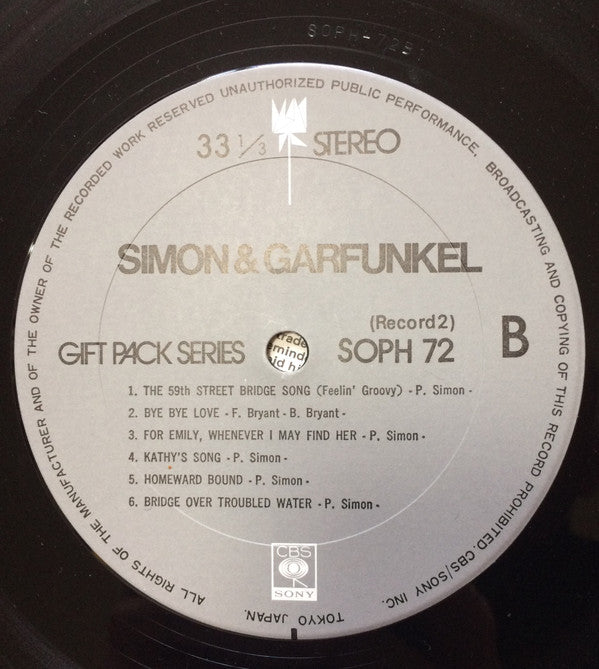 SOPH-72B
ALL RIGHTS OF THE MANUFACTURER AND OF THE OWNER OF THE RECORDED WORK RESERVED UNAUTHORIZED PUBLIC PERFORMANCE, BROADCASTING AND COPYING OF THIS RECORD PROHIBITED. CBS/SONY INC.
TOKYO JAPAN.
33 1/3 STEREO
SIMON & GARFUNKEL
(Record 2)
GIFT PACK SERIES SOPH 72 B
1. THE 59th STREET BRIDGE SONG (Feelin' Groovy) - P. Simon -
2. BYE BYE LOVE - F. Bryant - B. Bryant -
3. FOR EMILY, WHENEVER I MAY FIND HER - P. Simon -
4. KATHY'S SONG - P. Simon -
5. HOMEWARD BOUND - P. Simon -
6. BRIDGE OVER TROUBLED WATER - P. Simon -
CBS
SONY